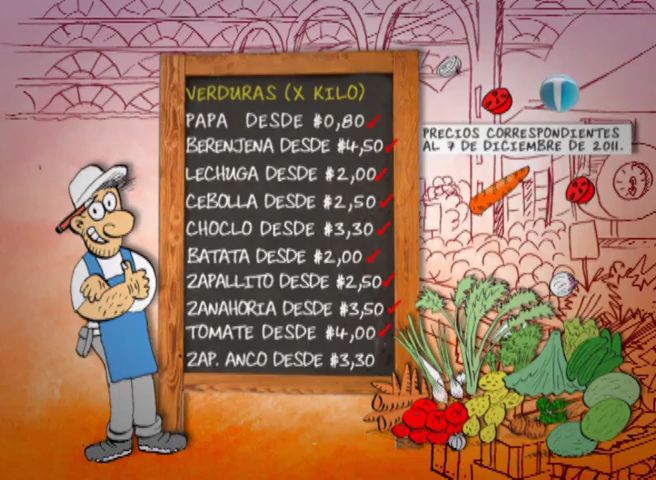 VERDURAS (X KILO)
PAPA DESDE $0,80
BERENJENA DESDE $4,50
LECHUGA DESDE $2,00
CEBOLLA DESDE $2,50
CHOCLO DESDE $3,30
BATATA DESDE $2,00
ZAPALLITO DESDE $2,50
ZANAHORIA DESDE $3,50
TOMATE DESDE $4,00
ZAP. ANCO DESDE $3,30
PRECIOS CORRESPONDIENTES
AL 7 DE DICIEMBRE DE 2011.